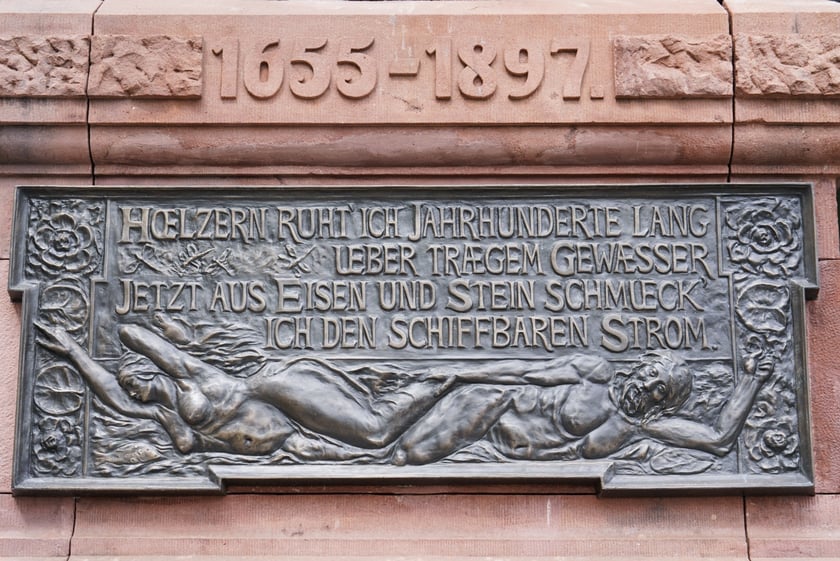 1655-1897.
HŒLZERN RUHT ICH JAHRHUNDERTE LANG
UEBER TRÆGEM GEWÆSSER
JETZT AUS EISEN UND STEIN SCHMUECK
ICH DEN SCHIFFBAREN STROM.